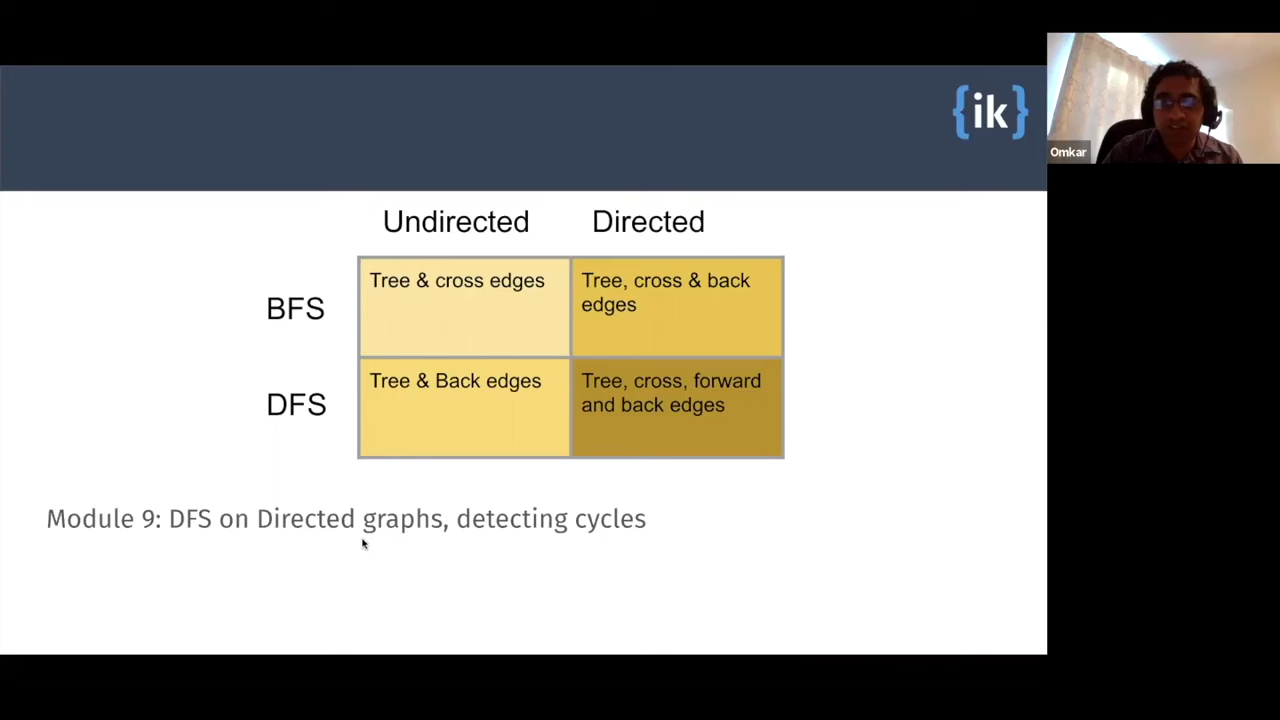 {ik}
Omkar
Undirected Directed
BFS
Tree & cross edges
Tree, cross & back
edges
DFS
Tree & Back edges
Tree, cross, forward
and back edges
Module 9: DFS on Directed graphs, detecting cycles